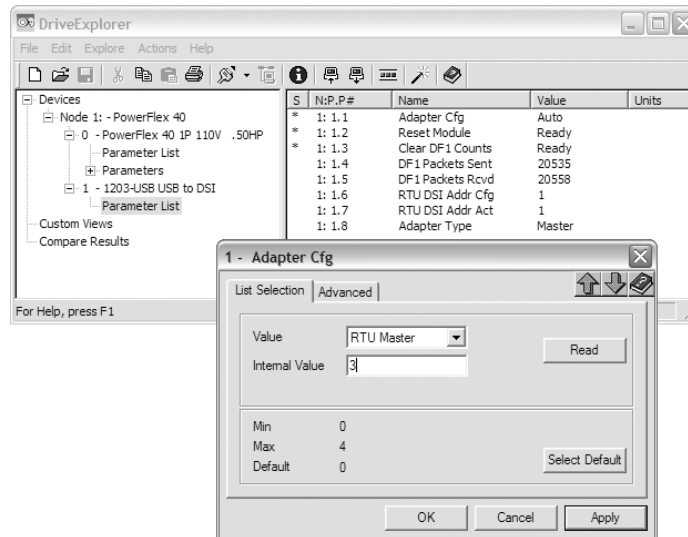 DriveExplorer
File Edit Explore Actions Help
Devices
Node 1: - PowerFlex 40
0 - PowerFlex 40 1P 110V .50HP
Parameter List
Parameters
1 - 1203-USB USB to DSI
Parameter List
Custom Views
Compare Results
S N:P.P# Name Value Units
* 1: 1.1 Adapter Cfg Auto
* 1: 1.2 Reset Module Ready
* 1: 1.3 Clear DF1 Counts Ready
1: 1.4 DF1 Packets Sent 20535
1: 1.5 DF1 Packets Rcvd 20558
1: 1.6 RTU DSI Addr Cfg 1
1: 1.7 RTU DSI Addr Act 1
1: 1.8 Adapter Type Master
For Help, press F1
1 - Adapter Cfg
List Selection Advanced
Value RTU Master
Read
Internal Value 3
Min 0
Max 4
Default 0
Select Default
OK Cancel Apply